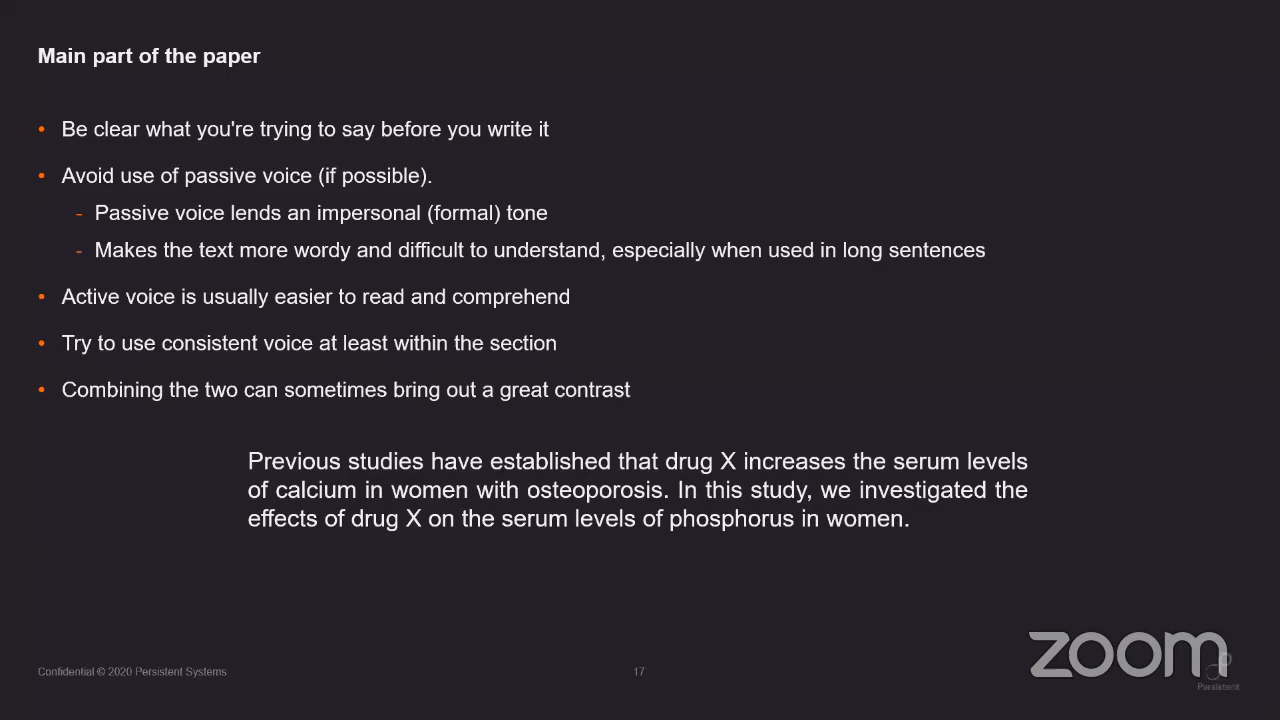 Main part of the paper
• Be clear what you're trying to say before you write it
• Avoid use of passive voice (if possible).
- Passive voice lends an impersonal (formal) tone
- Makes the text more wordy and difficult to understand, especially when used in long sentences
• Active voice is usually easier to read and comprehend
• Try to use consistent voice at least within the section
• Combining the two can sometimes bring out a great contrast
Previous studies have established that drug X increases the serum levels
of calcium in women with osteoporosis. In this study, we investigated the
effects of drug X on the serum levels of phosphorus in women.
Confidential © 2020 Persistent Systems
17
zoom
Persistent